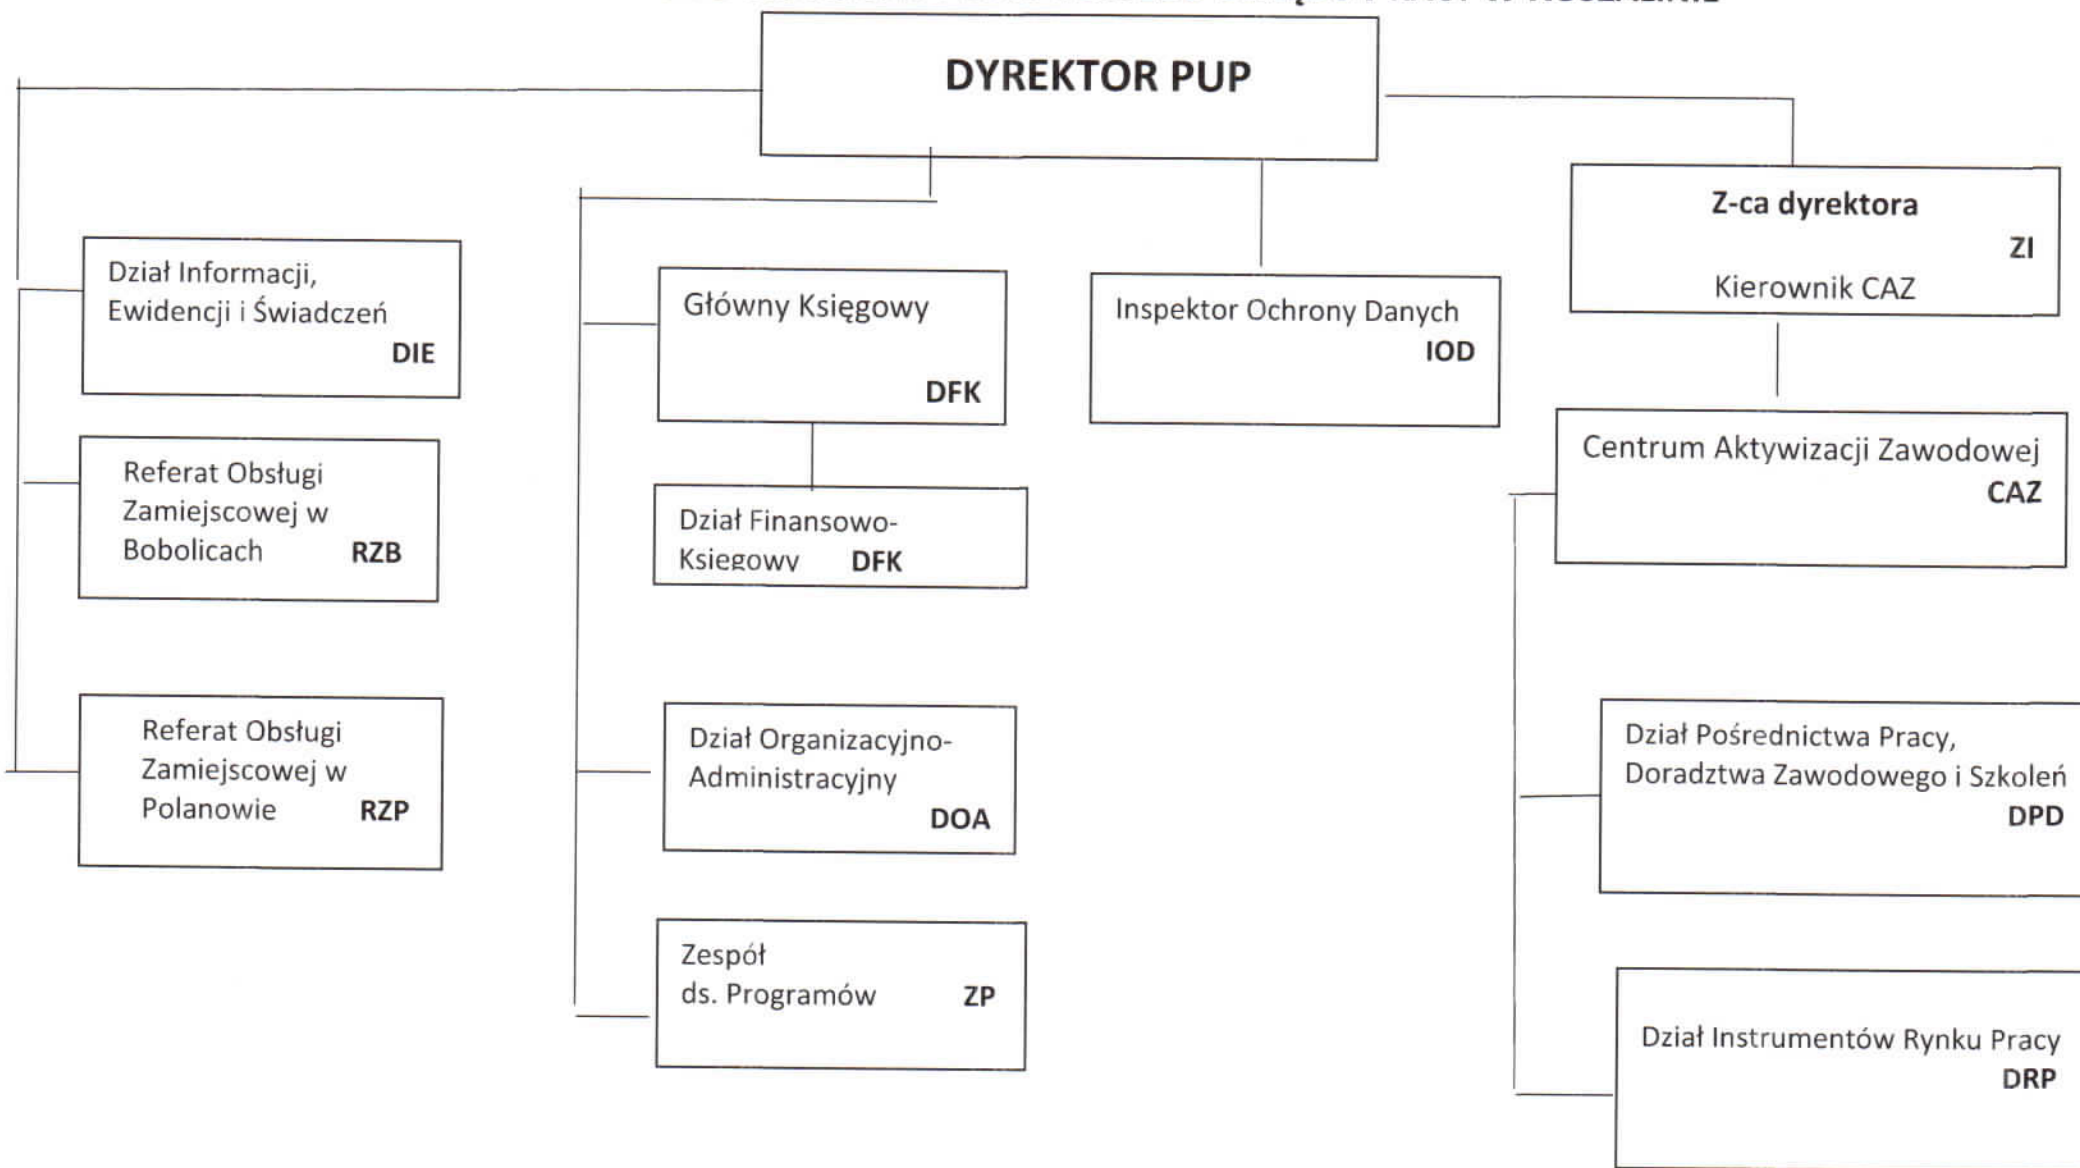 DYREKTOR PUP
Z-ca dyrektora
ZI
Kierownik CAZ
Dział Informacji,
Ewidencji i Świadczeń
DIE
Główny Księgowy
DFK
Inspektor Ochrony Danych
IOD
Centrum Aktywizacji Zawodowej
CAZ
Referat Obsługi
Zamiejscowej w
Bobolicach RZB
Dział Finansowo-
Księgowy DFK
Referat Obsługi
Zamiejscowej w
Polanowie RZP
Dział Organizacyjno-
Administracyjny
DOA
Dział Pośrednictwa Pracy,
Doradztwa Zawodowego i Szkoleń
DPD
Zespół
ds. Programów ZP
Dział Instrumentów Rynku Pracy
DRP